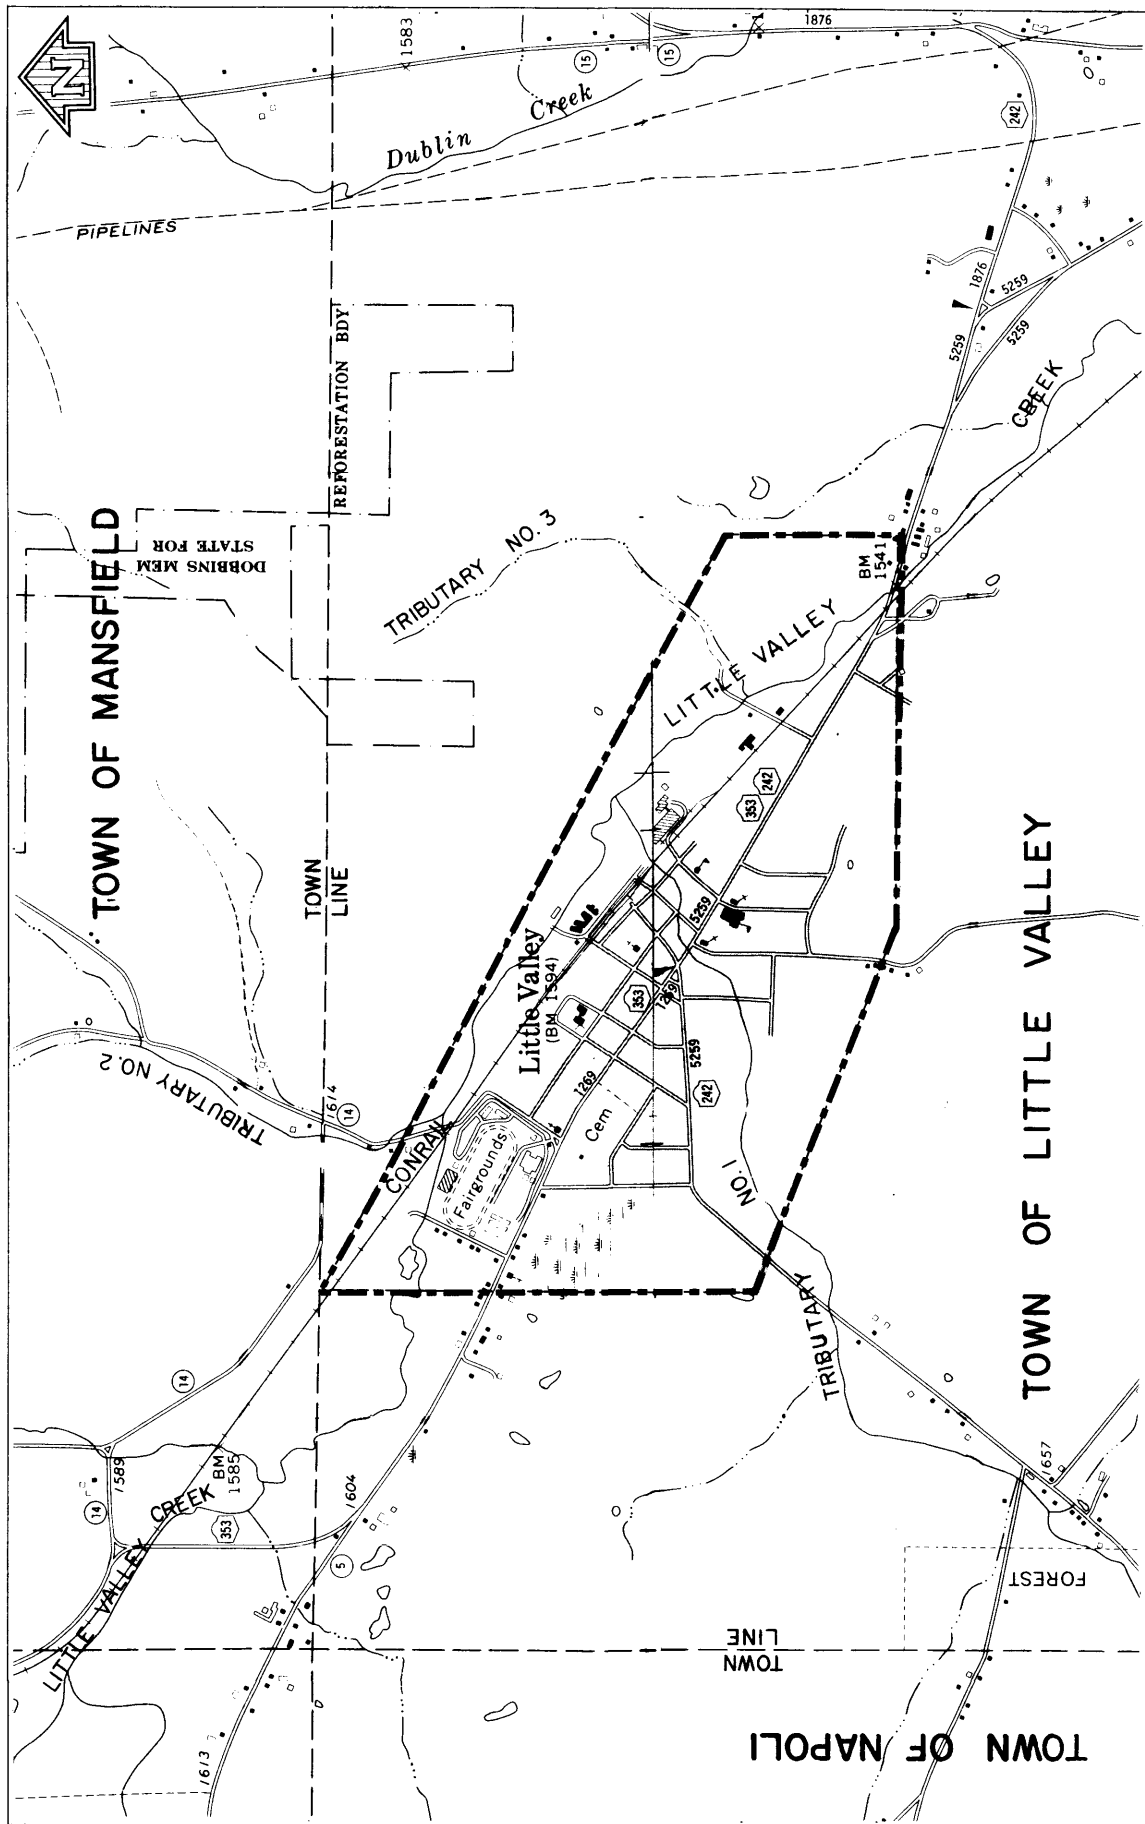 N
1583
15
15
1876
Dublin
Creek
242
PIPELINES
REFORESTATION BDY
1876
5259
5259
5259
CREEK
TOWN OF MANSFIELD
DOBBINS MEM
STATE FOR
TRIBUTARY NO. 3
BM
1541
LITTLE VALLEY
TOWN
LINE
353
242
Little Valley
(BM 1594)
5259
353
1269
TRIBUTARY NO. 2
1614
14
CONRAIL
1269
5259
242
Fairgrounds
Cem
NO. 1
TRIBUTARY
TOWN OF LITTLE VALLEY
14
1589
14
BM
1585
LITTLE VALLEY CREEK
353
1604
5
1657
FOREST
TOWN
LINE
1613
TOWN OF NAPOLI